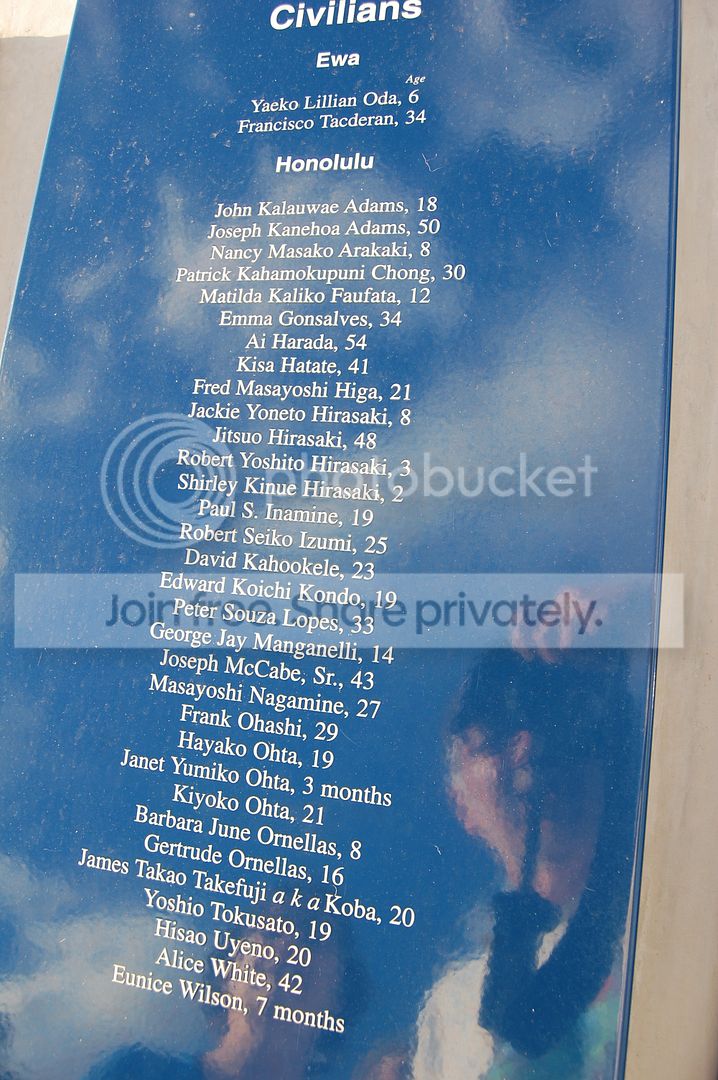 Civilians
Ewa
Age
Yaeko Lillian Oda, 6
Francisco Tacderan, 34
Honolulu
John Kalauwae Adams, 18
Joseph Kanehoa Adams, 50
Nancy Masako Arakaki, 8
Patrick Kahamokupuni Chong, 30
Matilda Kaliko Faufata, 12
Emma Gonsalves, 34
Ai Harada, 54
Kisa Hatate, 41
Fred Masayoshi Higa, 21
Jackie Yoneto Hirasaki, 8
Jitsuo Hirasaki, 48
Robert Yoshito Hirasaki, 3
photobucket
Shirley Kinue Hirasaki, 2
Paul S. Inamine, 19
Robert Seiko Izumi, 25
David Kahookele, 23
Edward Koichi Kondo, 19
Join free. Share privately.
Peter Souza Lopes, 33
George Jay Manganelli, 14
Joseph McCabe, Sr., 43
Masayoshi Nagamine, 27
Frank Ohashi, 29
Hayako Ohta, 19
Janet Yumiko Ohta, 3 months
Kiyoko Ohta, 21
Barbara June Ornellas, 8
Gertrude Ornellas, 16
James Takao Takefuji a k a Koba, 20
Yoshio Tokusato, 19
Hisao Uyeno, 20
Alice White, 42
Eunice Wilson, 7 months